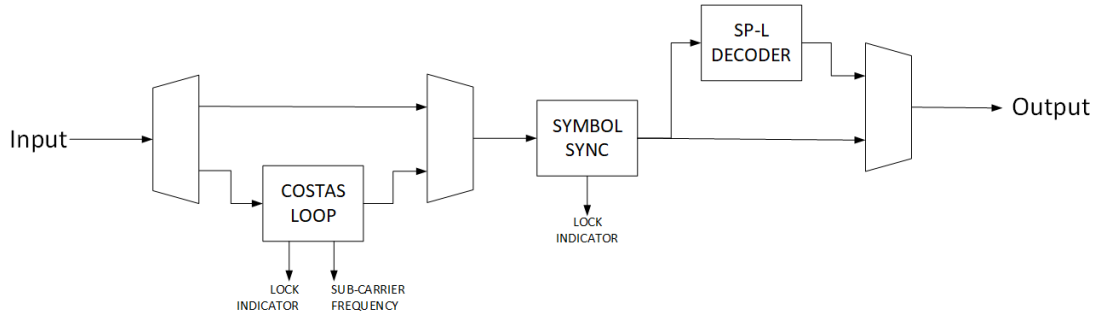 SP-L
DECODER
Input
Output
SYMBOL
SYNC
COSTAS
LOOP
LOCK
INDICATOR
LOCK
INDICATOR
SUB-CARRIER
FREQUENCY